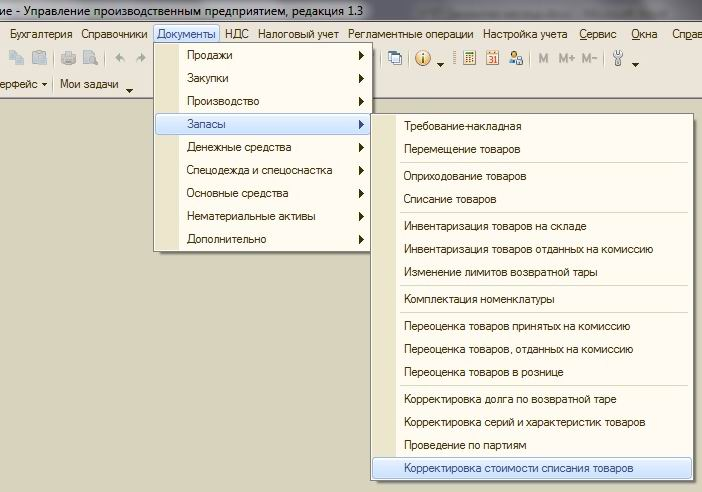 ние - Управление производственным предприятием, редакция 1.3
Бухгалтерия Справочники Документы НДС Налоговый учет Регламентные операции Настройка учета Сервис Окна Справ
M M+ M-
31
ерфейс Мои задачи
Продажи
Закупки
Производство
Запасы
Денежные средства
Спецодежда и спецоснастка
Основные средства
Нематериальные активы
Дополнительно
Требование-накладная
Перемещение товаров
Оприходование товаров
Списание товаров
Инвентаризация товаров на складе
Инвентаризация товаров отданных на комиссию
Изменение лимитов возвратной тары
Комплектация номенклатуры
Переоценка товаров принятых на комиссию
Переоценка товаров, отданных на комиссию
Переоценка товаров в рознице
Корректировка долга по возвратной таре
Корректировка серий и характеристик товаров
Проведение по партиям
Корректировка стоимости списания товаров